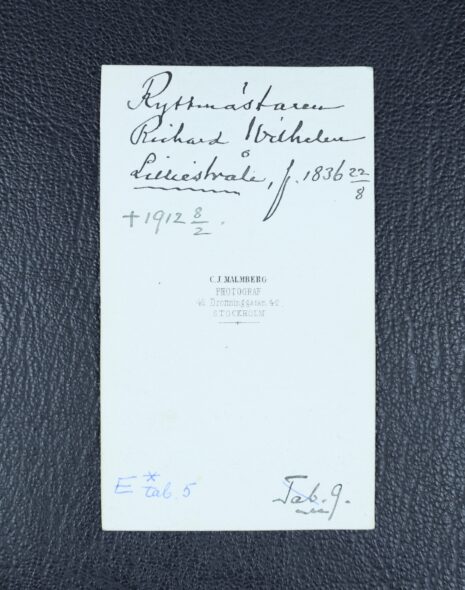 Ryttmästaren
Richard Wilhelm
Lilliestråle, f. 1836 22/8
+ 1912 8/2.
C J MALMBERG
PHOTOGRAF
42 Drottninggatan 42
STOCKHOLM
E * tab. 5
Tab. 9.